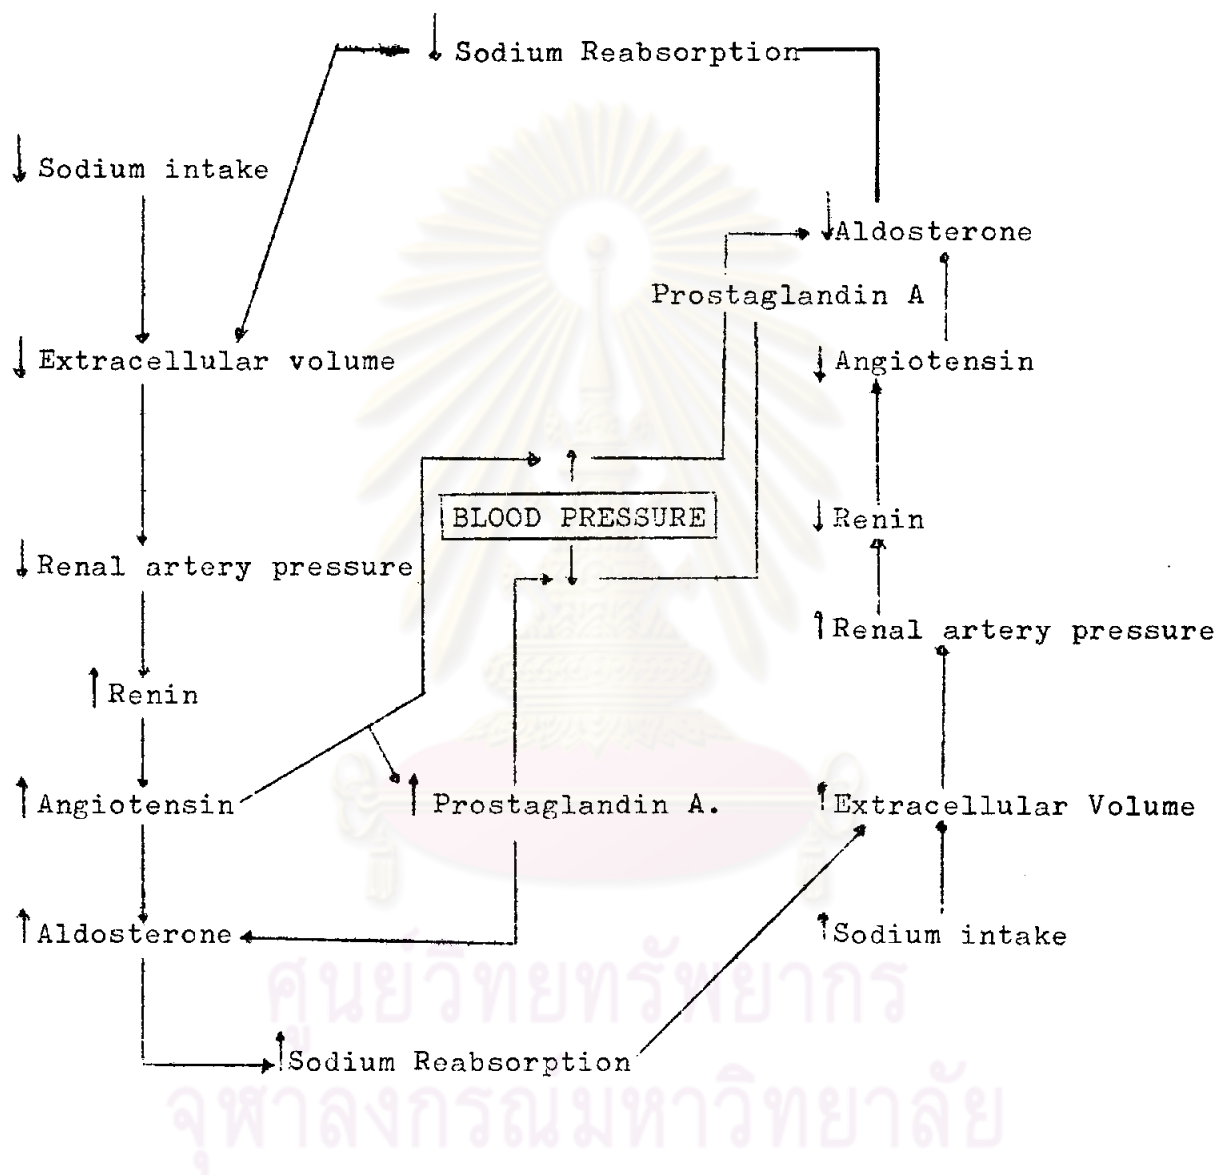 ↓ Sodium Reabsorption
↓ Sodium intake
↓ Aldosterone
Prostaglandin A
↓ Extracellular volume
↓ Angiotensin
↑
BLOOD PRESSURE
↓
↓ Renin
↓ Renal artery pressure
↑ Renal artery pressure
↑ Renin
↑ Angiotensin
↑ Prostaglandin A.
↑ Extracellular Volume
↑ Aldosterone
↑ Sodium intake
↑ Sodium Reabsorption
ศูนย์วิทยทรัพยากร
จุฬาลงกรณ์มหาวิทยาลัย